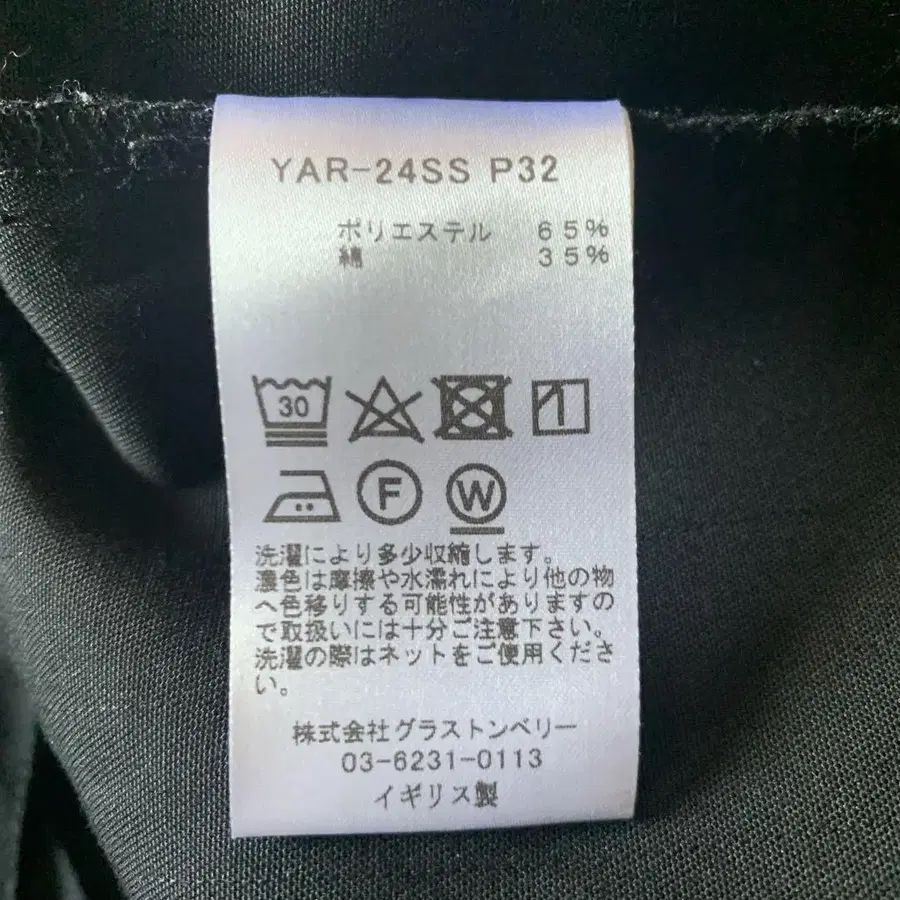 YAR-24SS P32
ポリエステル 65%
綿 35%
30
F
W
洗濯により多少収縮します。
濃色は摩擦や水濡れにより他の物
へ色移りする可能性がありますの
で取扱いには十分ご注意下さい。
洗濯の際はネットをご使用くださ
い。
株式会社グラストンベリー
03-6231-0113
イギリス製